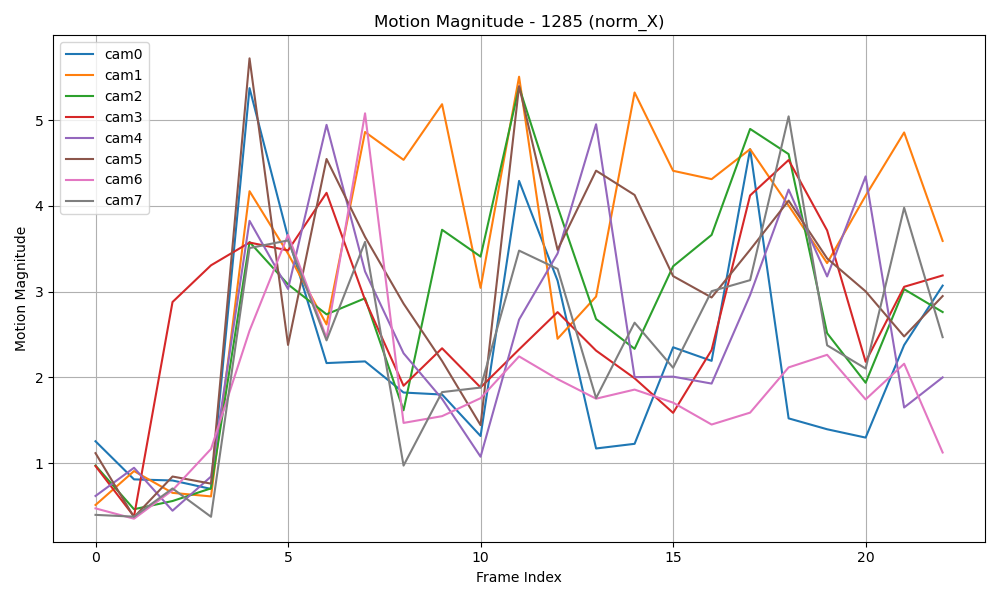 Motion Magnitude - 1285 (norm_X)
cam0
cam1
cam2
cam3
cam4
cam5
cam6
cam7
Motion Magnitude
5
4
3
2
1
0 5 10 15 20
Frame Index